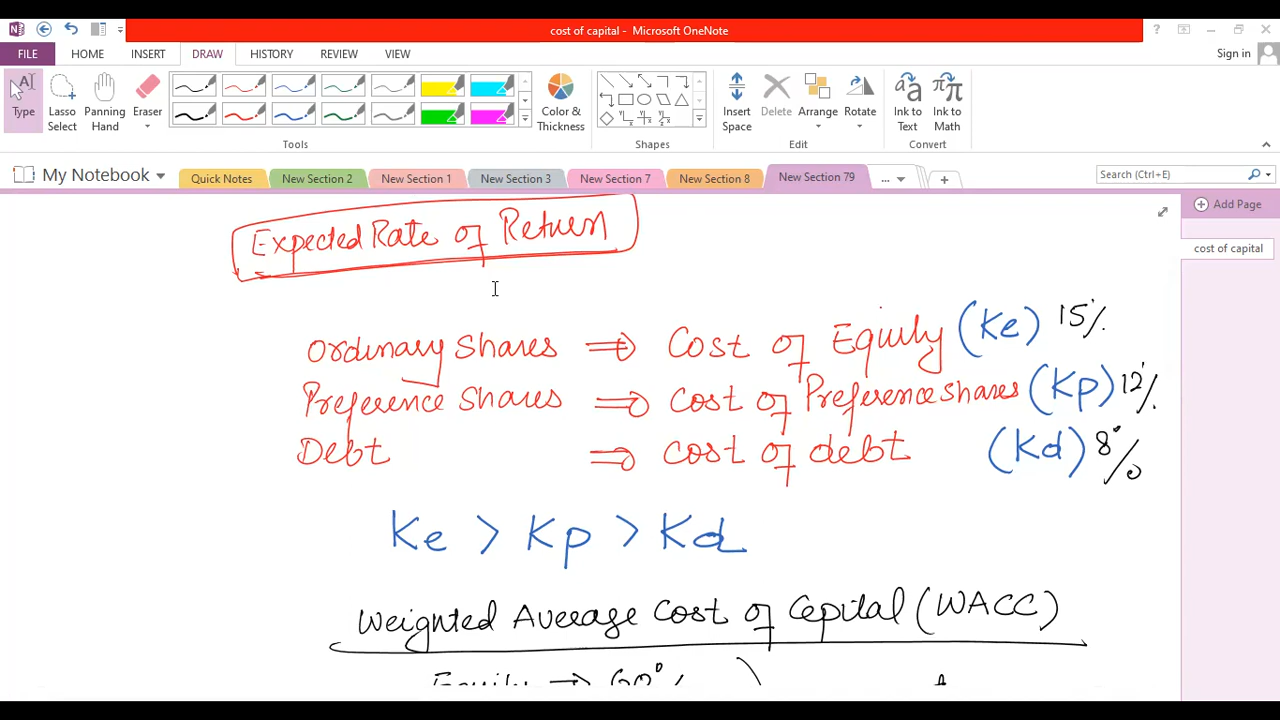 cost of capital - Microsoft OneNote
FILE HOME INSERT DRAW HISTORY REVIEW VIEW Sign in
Type Lasso Select Panning Hand Eraser Color & Thickness Insert Space Delete Arrange Rotate Ink to Text Ink to Math
Tools Shapes Edit Convert
My Notebook Quick Notes New Section 2 New Section 1 New Section 3 New Section 7 New Section 8 New Section 79 ... Search (Ctrl+E)
Add Page
cost of capital
Expected Rate of Return
Ordinary Shares ⇒ Cost of Equity (Ke) 15%
Preference Shares ⇒ Cost of Preference Shares (Kp) 12%
Debt ⇒ cost of debt (Kd) 8%
Ke > Kp > Kd
Weighted Average Cost of Capital (WACC)
Equity ⇒ 60%